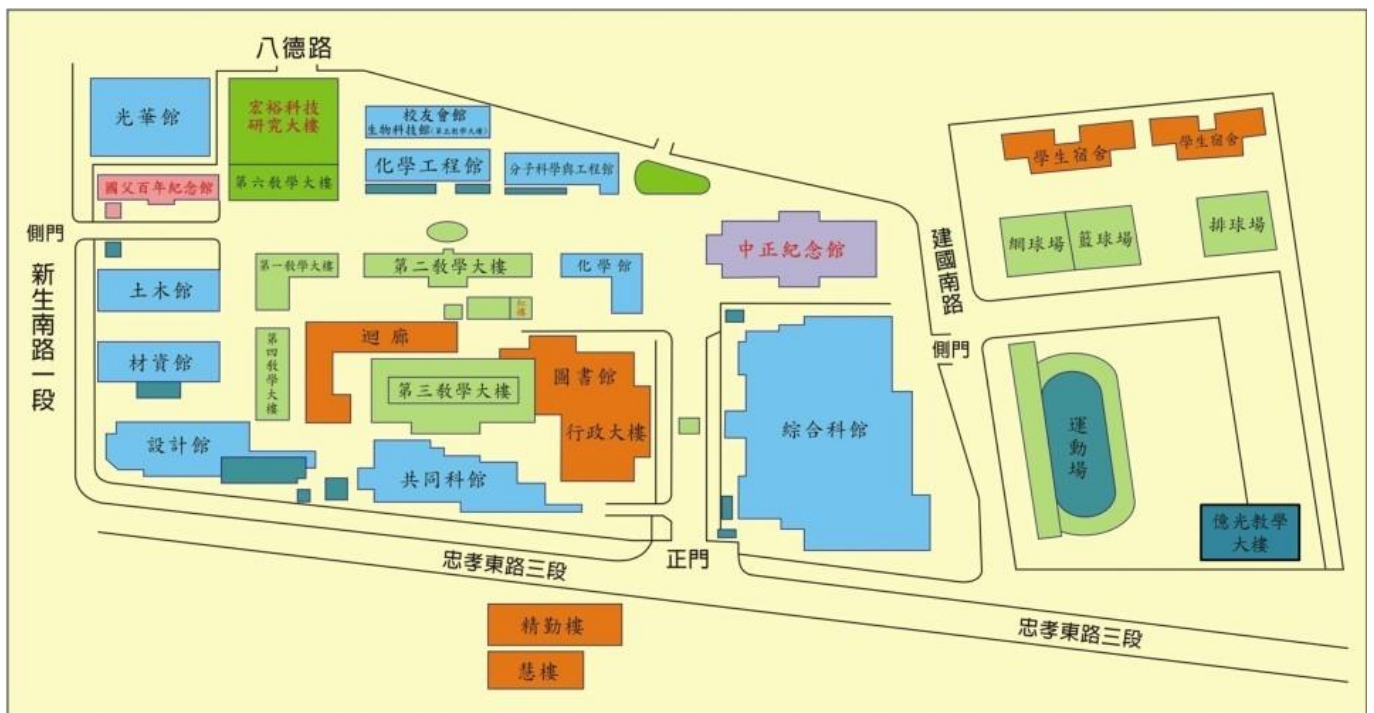 八德路
光華館
宏裕科技
研究大樓
校友會館
生物科技館(第五教學大樓)
化學工程館
分子科學與工程館
第六教學大樓
國父百年紀念館
學生宿舍
學生宿舍
網球場
籃球場
排球場
側門
新生南路一段
土木館
第一教學大樓
第二教學大樓
化學館
中正紀念館
建國南路
紅樓
迴廊
材資館
第四教學大樓
第三教學大樓
圖書館
行政大樓
綜合科館
側門
運動場
設計館
共同科館
億光教學
大樓
忠孝東路三段
正門
精勤樓
慧樓
忠孝東路三段